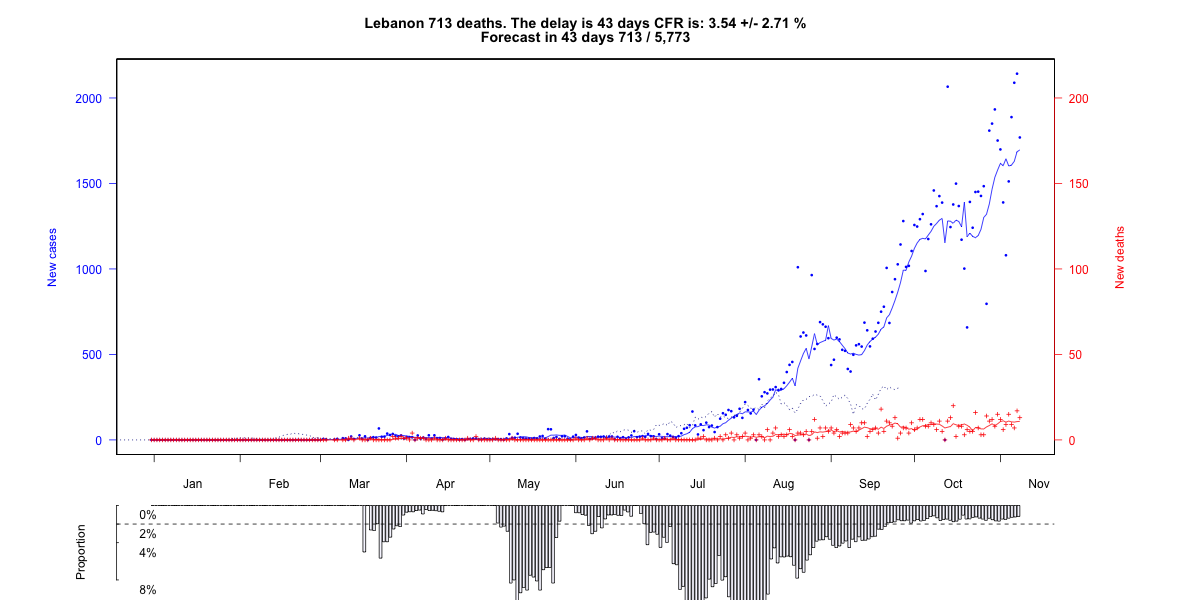 Lebanon 713 deaths. The delay is 43 days CFR is: 3.54 +/- 2.71 %
Forecast in 43 days 713 / 5,773
2000
1500
1000
500
0
New cases
200
150
100
50
0
New deaths
Jan Feb Mar Apr May Jun Jul Aug Sep Oct Nov
0%
2%
4%
8%
Proportion